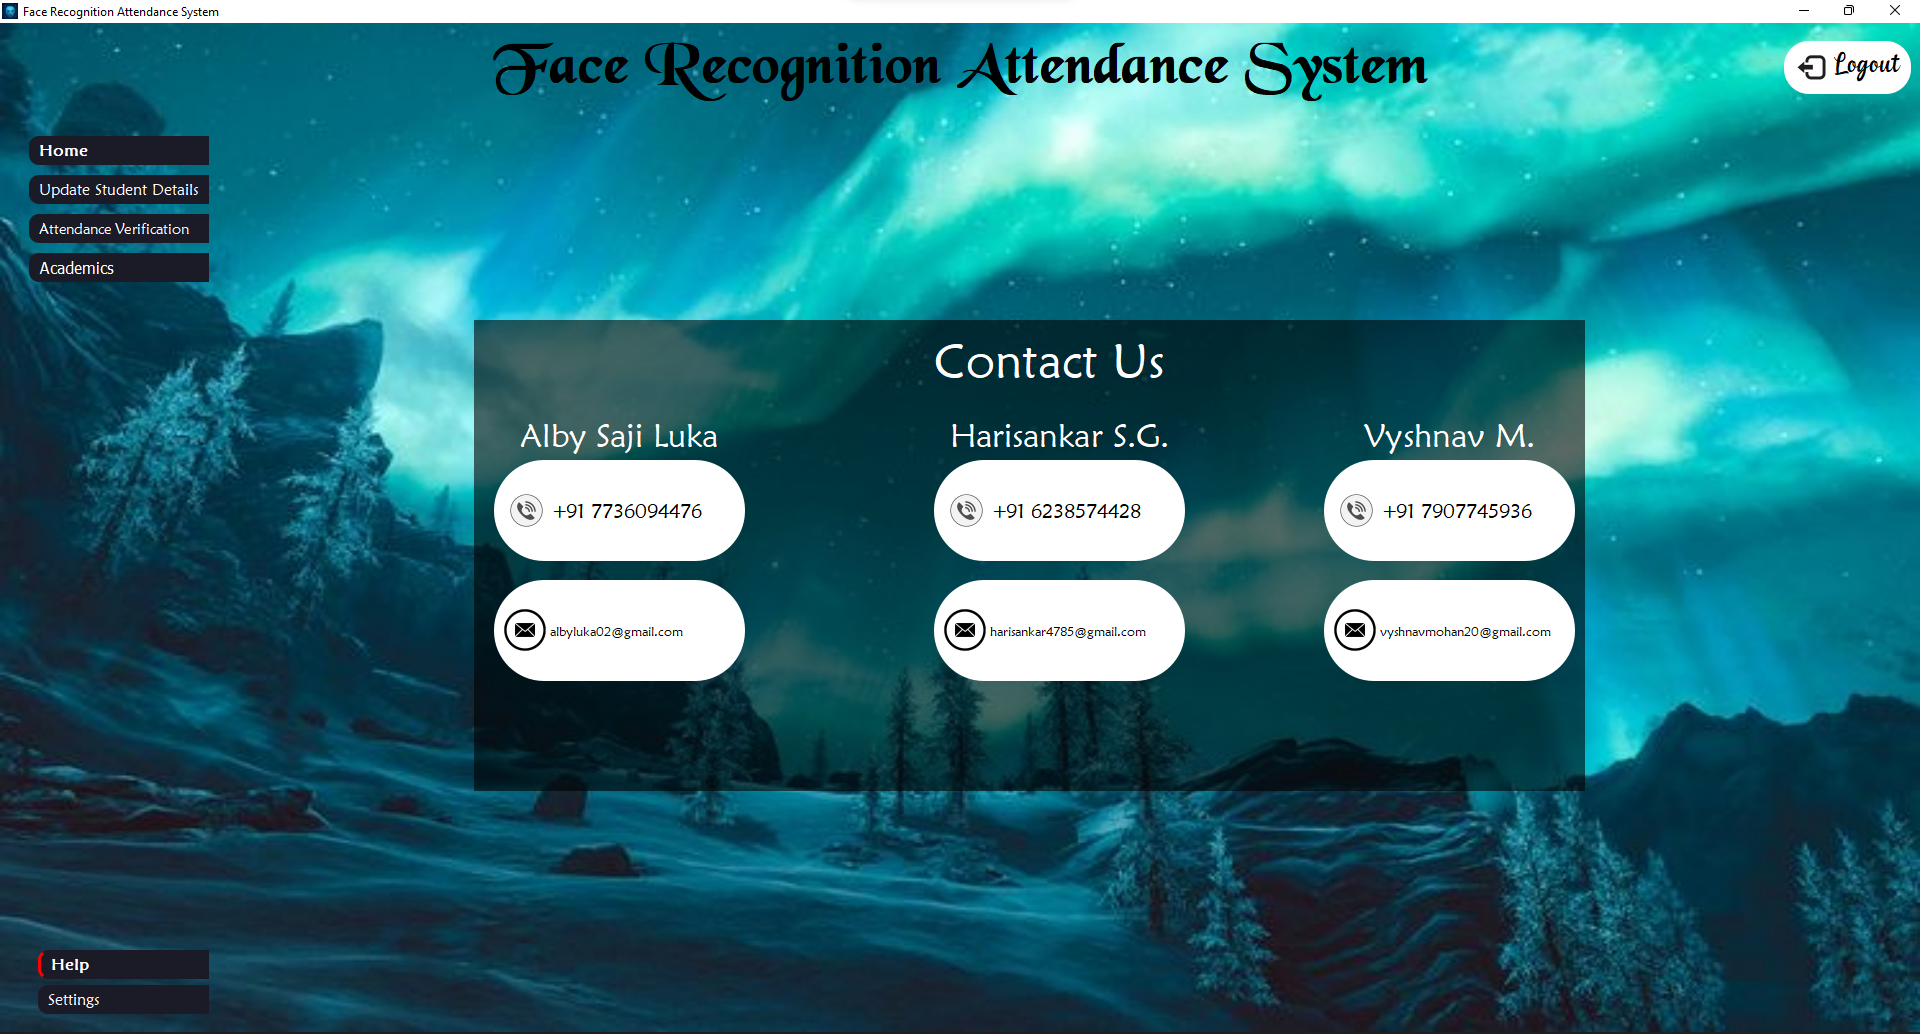 Face Recognition Attendance System
Face Recognition Attendance System
Logout
Home
Update Student Details
Attendance Verification
Academics
Contact Us
Alby Saji Luka
Harisankar S.G.
Vyshnav M.
+91 7736094476
+91 6238574428
+91 7907745936
albyluka02@gmail.com
harisankar4785@gmail.com
vyshnavmohan20@gmail.com
Help
Settings